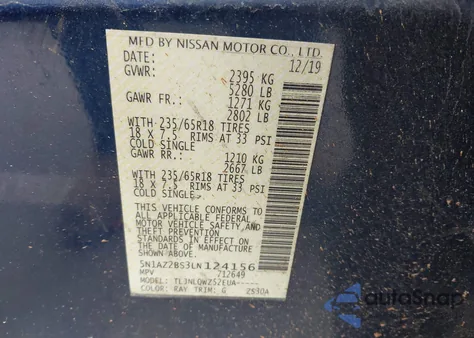 MFD BY NISSAN MOTOR CO., LTD.
DATE: 12/19
GVWR: 2395 KG
5280 LB
GAWR FR.: 1271 KG
2802 LB
WITH 235/65R18 TIRES
18 X 7.5 RIMS AT 33 PSI
COLD SINGLE
GAWR RR.: 1210 KG
2667 LB
WITH 235/65R18 TIRES
18 X 7.5 RIMS AT 33 PSI
COLD SINGLE
THIS VEHICLE CONFORMS TO
ALL APPLICABLE FEDERAL
MOTOR VEHICLE SAFETY
AND THEFT PREVENTION
STANDARDS IN EFFECT ON
THE DATE OF MANUFACTURE
SHOWN ABOVE.
5N1AZ2BS3LN124156
MPV 712649
MODEL: TLJNLQWZ52EUA-----
COLOR: RAY TRIM: G ZS30A
autoSnap